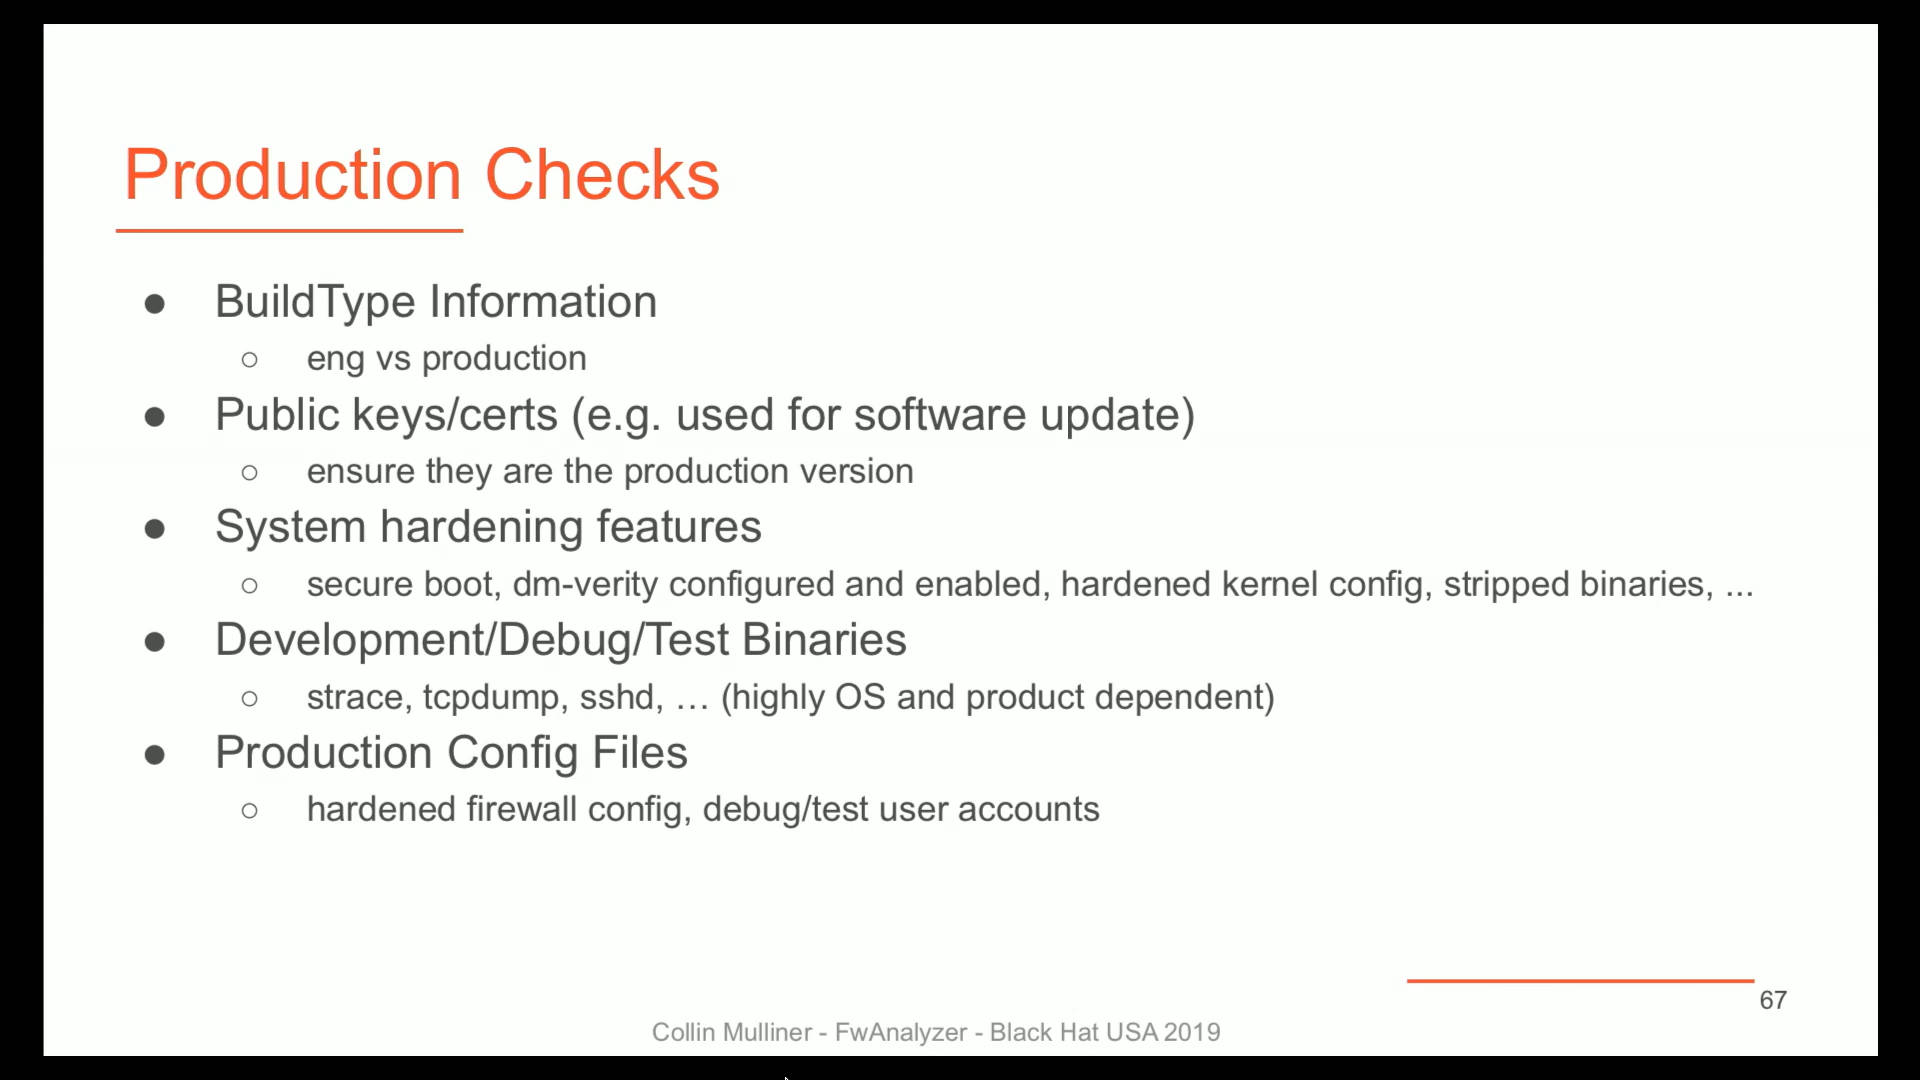 Production Checks
● BuildType Information
○ eng vs production
● Public keys/certs (e.g. used for software update)
○ ensure they are the production version
● System hardening features
○ secure boot, dm-verity configured and enabled, hardened kernel config, stripped binaries, ...
● Development/Debug/Test Binaries
○ strace, tcpdump, sshd, … (highly OS and product dependent)
● Production Config Files
○ hardened firewall config, debug/test user accounts
67
Collin Mulliner - FwAnalyzer - Black Hat USA 2019